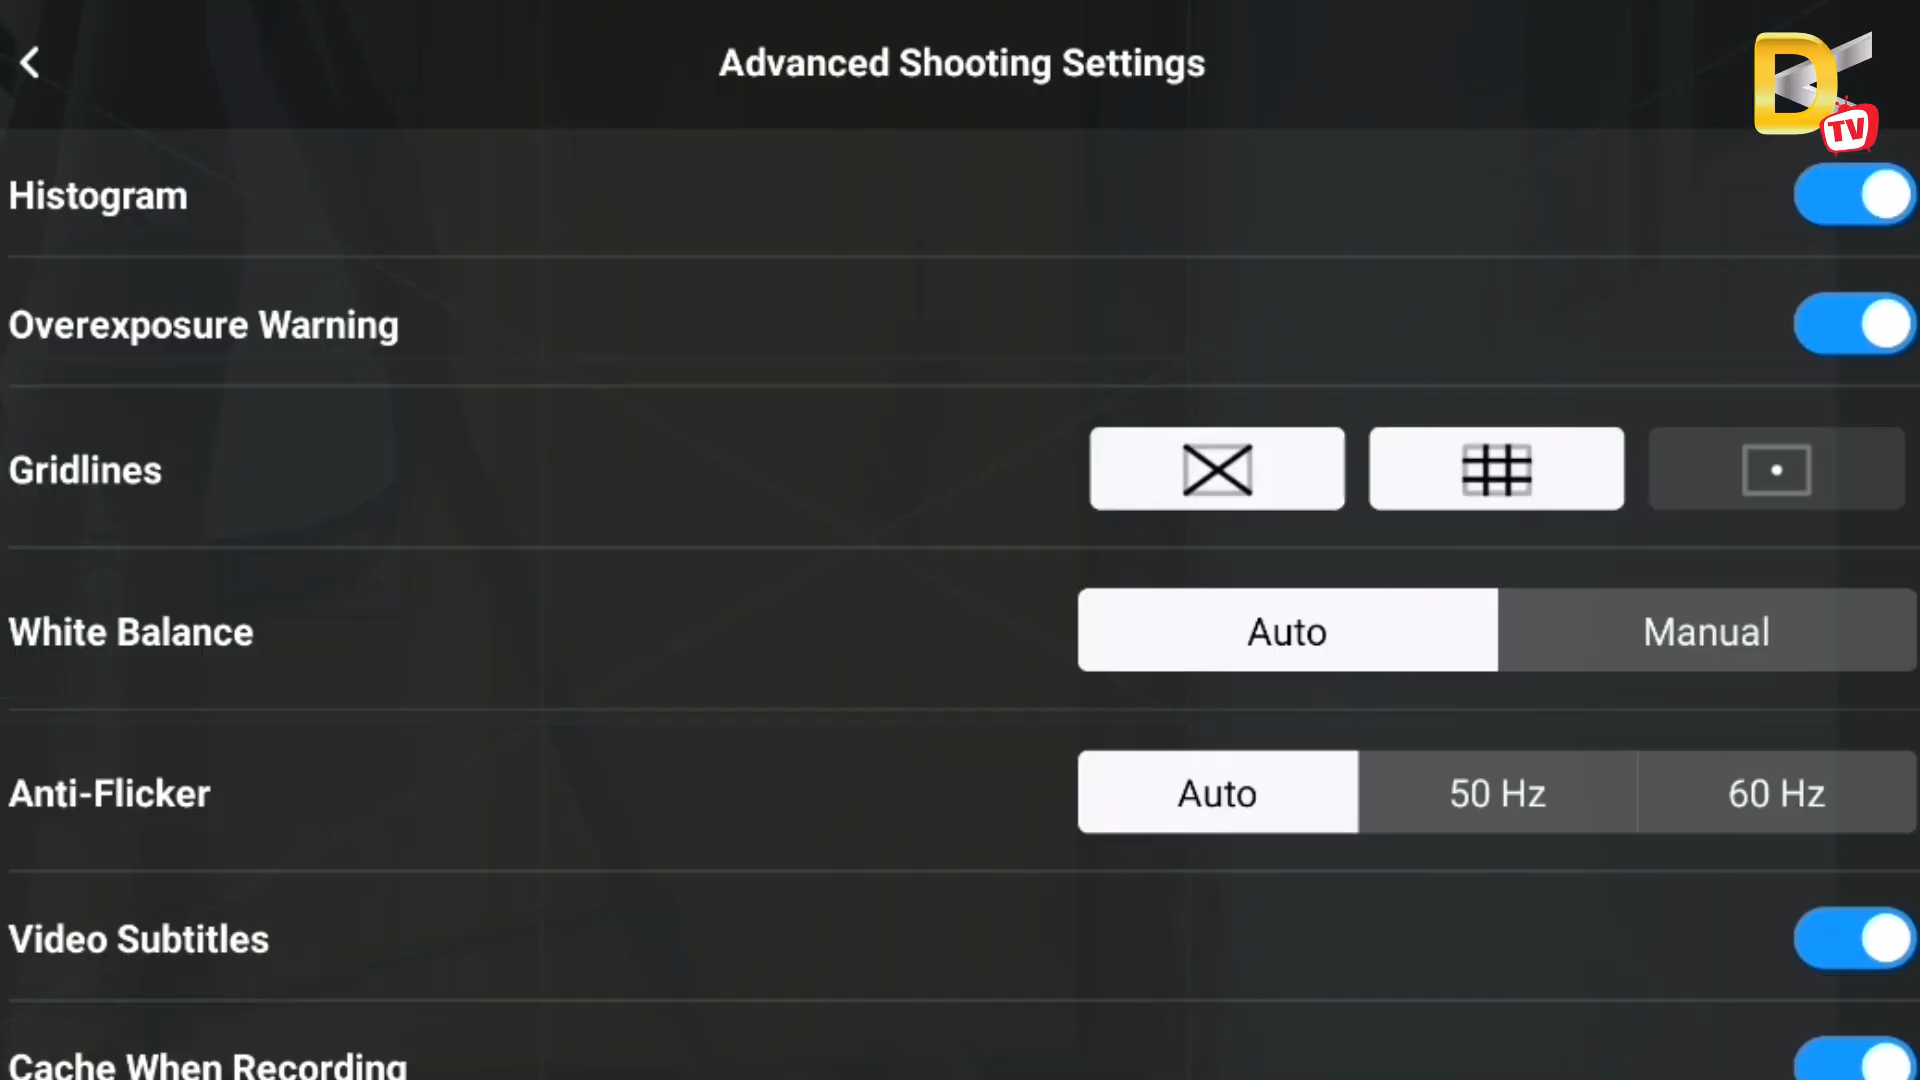 Advanced Shooting Settings
DK
TV
Histogram
Overexposure Warning
Gridlines
White Balance
Auto
Manual
Anti-Flicker
Auto
50 Hz
60 Hz
Video Subtitles
Cache When Recording